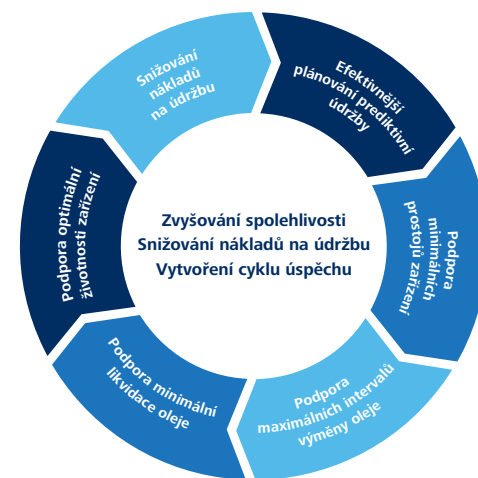 Snižování
nákladů
na údržbu
Efektivnější
plánování prediktivní
údržby
Podpora
minimálních
prostojů zařízení
Podpora
maximálních intervalů
výměny oleje
Podpora minimální
likvidace oleje
Podpora optimální
životnosti zařízení
Zvyšování spolehlivosti
Snižování nákladů na údržbu
Vytvoření cyklu úspěchu